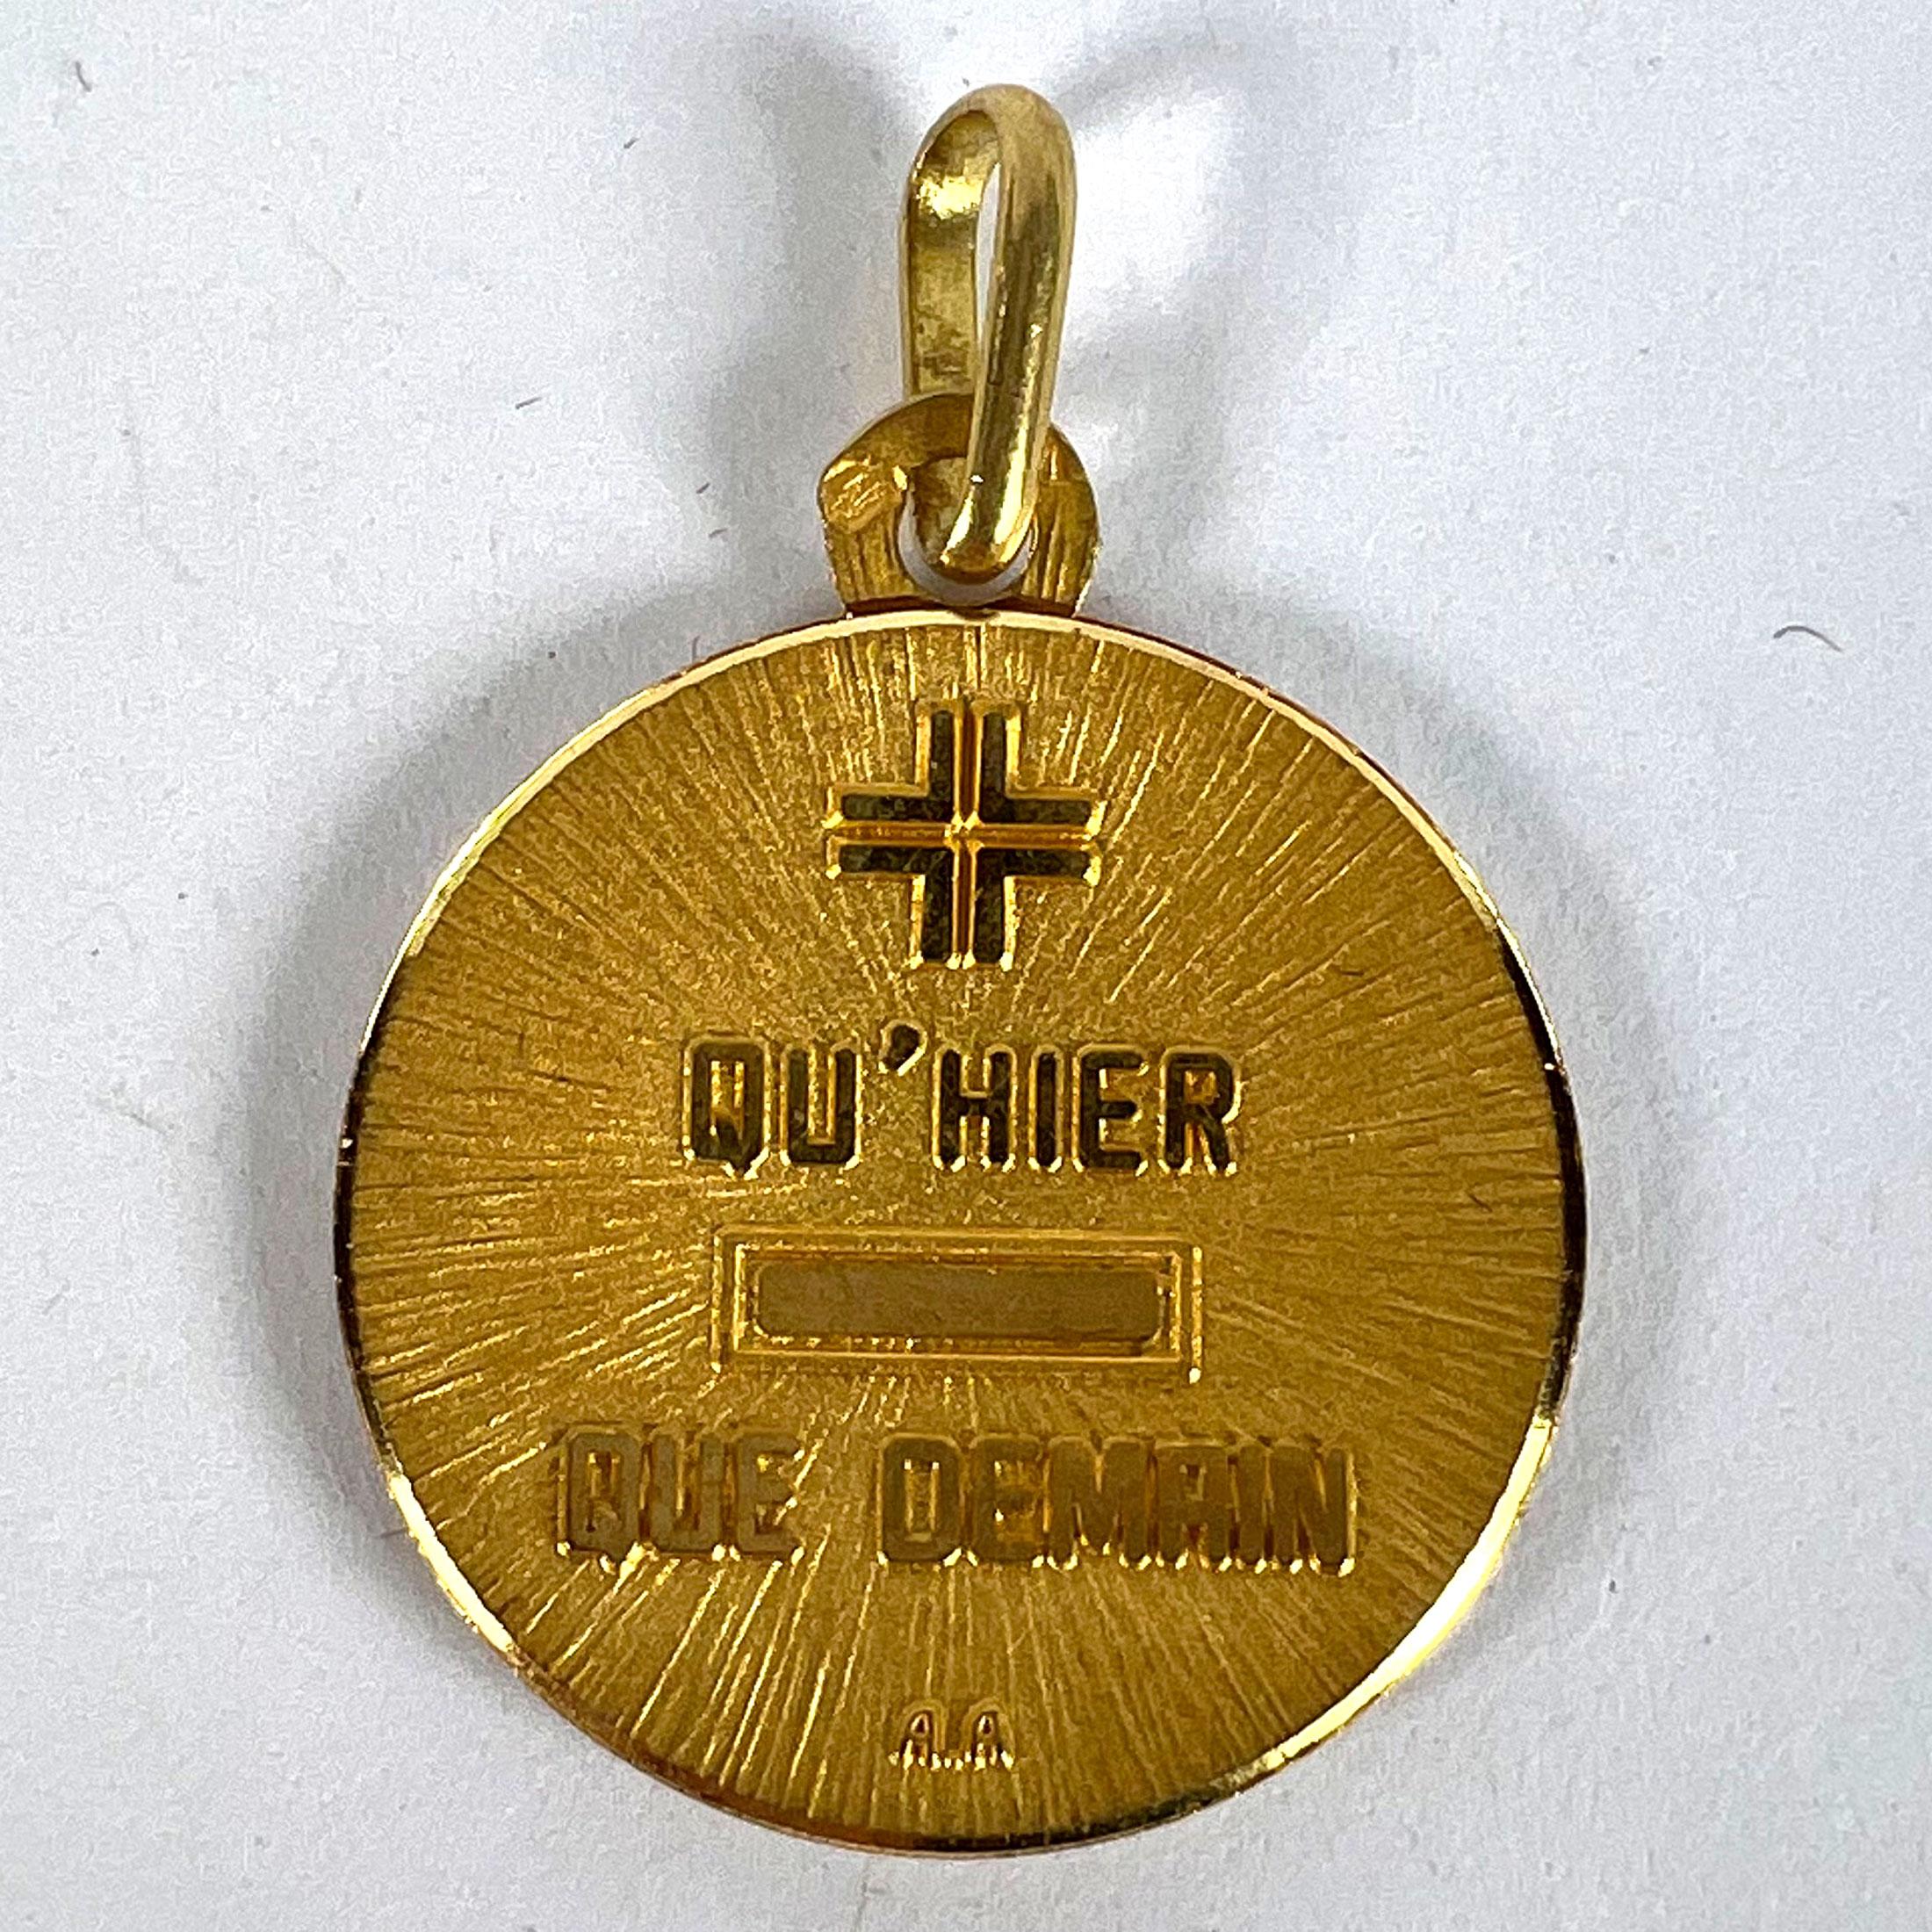 +
QU'HIER
−
QUE DEMAIN
A.A